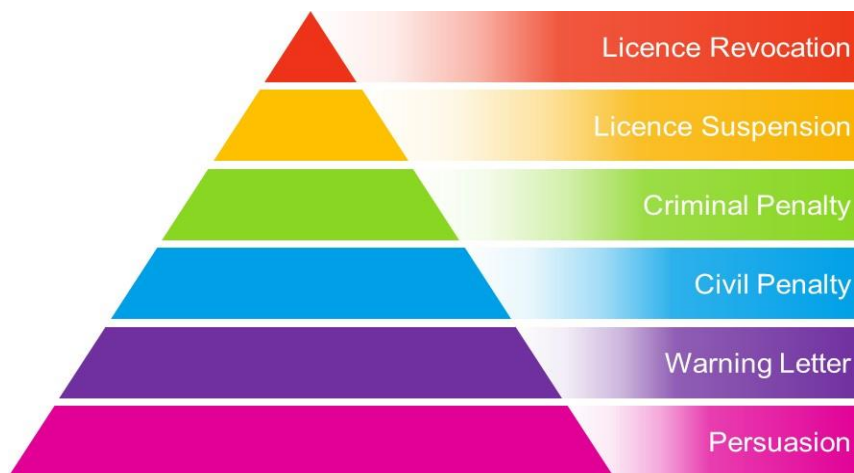 Licence Revocation
Licence Suspension
Criminal Penalty
Civil Penalty
Warning Letter
Persuasion